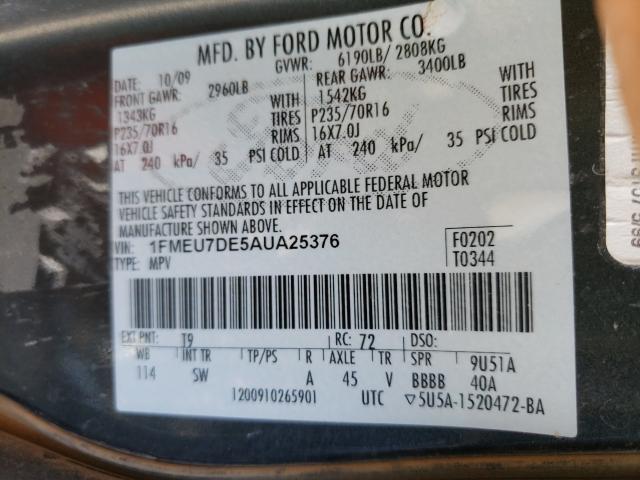 MFD. BY FORD MOTOR CO.
DATE: 10/09 GVWR: 6190LB/ 2808KG
FRONT GAWR: 2960LB REAR GAWR: 3400LB
1343KG WITH 1542KG WITH
P235/70R16 TIRES P235/70R16 TIRES
16X7.0J RIMS 16X7.0J RIMS
AT 240 kPa/ 35 PSI COLD AT 240 kPa/ 35 PSI COLD
THIS VEHICLE CONFORMS TO ALL APPLICABLE FEDERAL MOTOR
VEHICLE SAFETY STANDARDS IN EFFECT ON THE DATE OF
MANUFACTURE SHOWN ABOVE.
VIN: 1FMEU7DE5AUA25376 F0202
TYPE: MPV T0344
EXT PNT: T9 RC: 72 DSO:
WB INT TR TP/PS R AXLE TR SPR 9U51A
114 SW A 45 V BBBB 40A
1200910265901 UTC ▽5U5A-1520472-BA